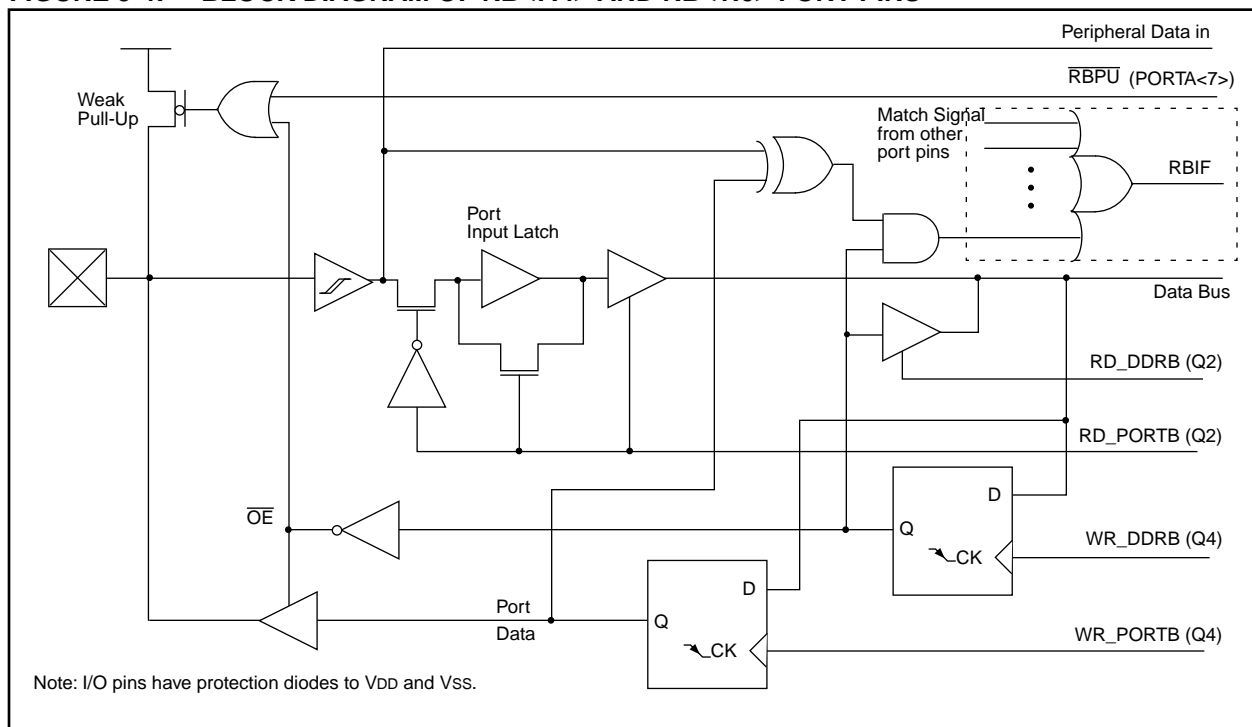 Peripheral Data in
RBPU (PORTA<7>)
Weak
Pull-Up
Match Signal
from other
port pins
RBIF
Port
Input Latch
Data Bus
RD_DDRB (Q2)
RD_PORTB (Q2)
OE
D
Q
CK
WR_DDRB (Q4)
Port
Data
D
Q
CK
WR_PORTB (Q4)
Note: I/O pins have protection diodes to VDD and VSS.